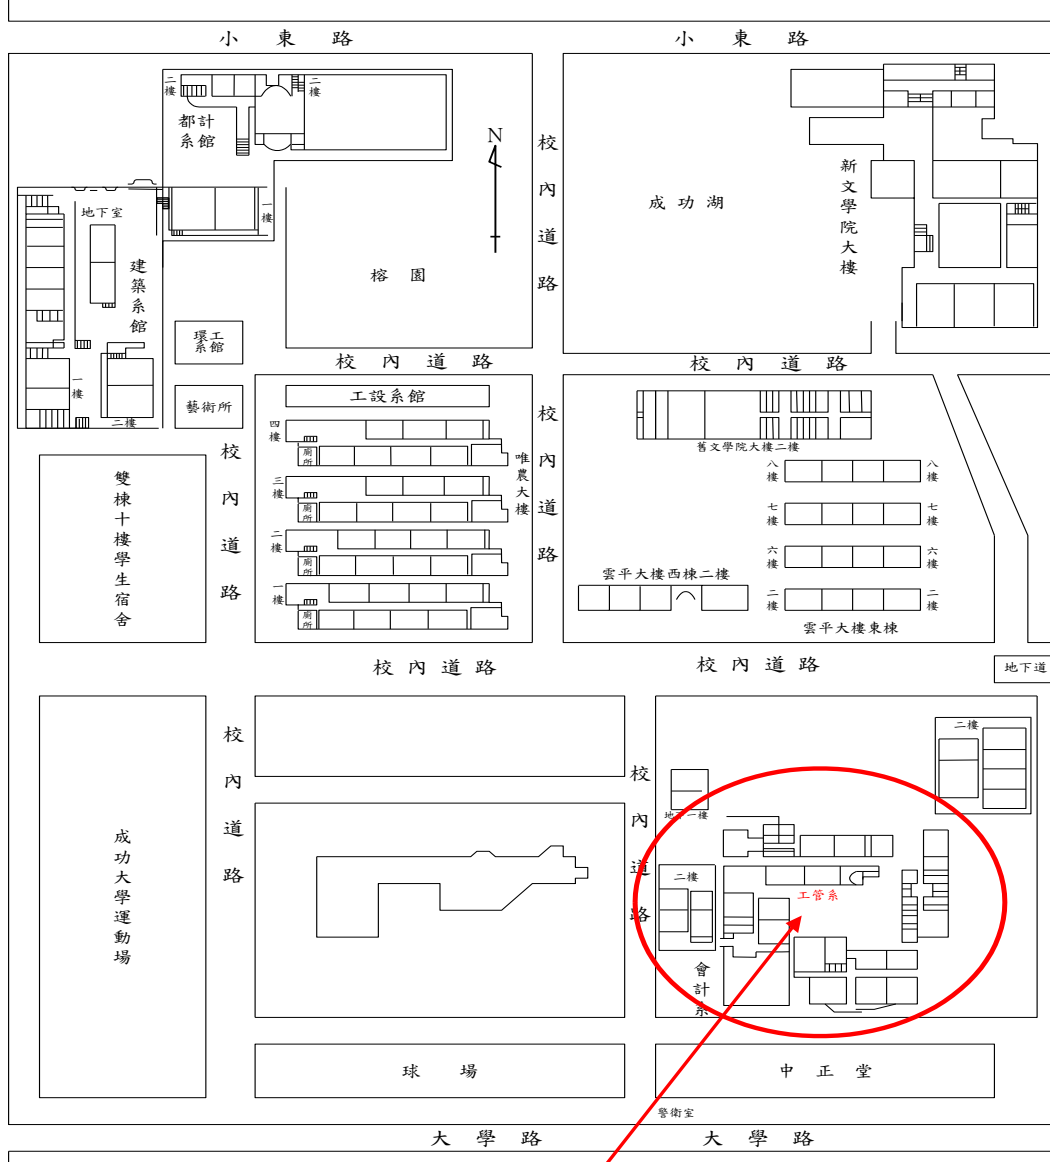 小東路
小東路
二樓
二樓
都計系館
N
校內道路
成功湖
新文學院大樓
地下室
一樓
建築系館
榕園
環工系館
校內道路
校內道路
一樓
二樓
藝術所
工設系館
校內道路
校內道路
四樓
廁所
唯農大樓
三樓
廁所
二樓
廁所
一樓
廁所
舊文學院大樓二樓
八樓
八樓
七樓
七樓
六樓
六樓
二樓
二樓
雲平大樓西棟二樓
雲平大樓東棟
雙棟十樓學生宿舍
校內道路
校內道路
地下道
校內道路
校內道路
二樓
地下一樓
成功大學運動場
二樓
工管系
會計系
球場
中正堂
警衛室
大學路
大學路